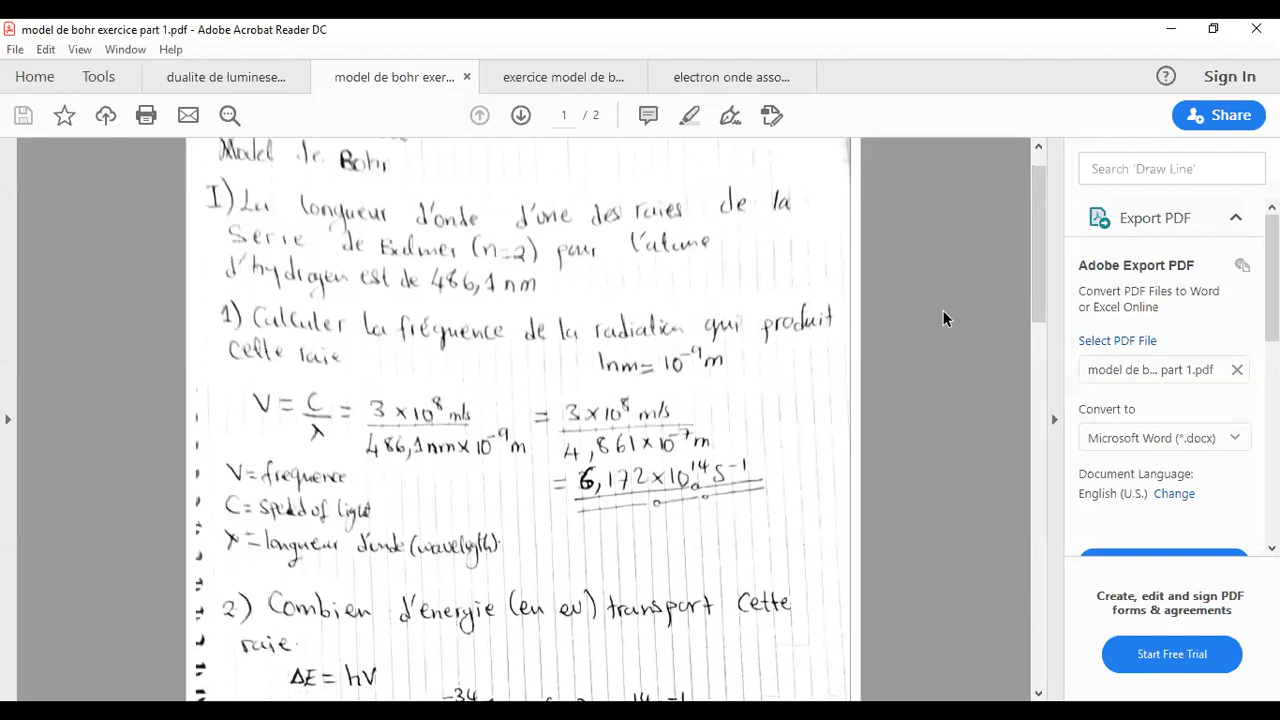 model de bohr exercice part 1.pdf - Adobe Acrobat Reader DC
File Edit View Window Help
Home Tools dualite de luminese... model de bohr exer... × exercice model de b... electron onde asso... Sign In
1 / 2 Share
Model de Bohr
I) La longueur d'onde d'une des raies de la
Serie de Balmer (n=2) pour l'atome
d'hydrogen est de 486,1 nm
1) Calculer la fréquence de la radiation qui produit
Cette raie
1nm = 10⁻⁹ m
V = C/λ = 3×10⁸ m/s / 486,1nm×10⁻⁹ m = 3×10⁸ m/s / 4,861×10⁻⁷ m
V = frequence = 6,172×10¹⁴ S⁻¹
C = speed of light
λ = longueur d'onde (wavelegth)
2) Combien d'énergie (en ev) transport Cette
raie.
ΔE = hV
Search 'Draw Line'
Export PDF
Adobe Export PDF
Convert PDF Files to Word
or Excel Online
Select PDF File
model de b... part 1.pdf ×
Convert to
Microsoft Word (*.docx)
Document Language:
English (U.S.) Change
Create, edit and sign PDF
forms & agreements
Start Free Trial